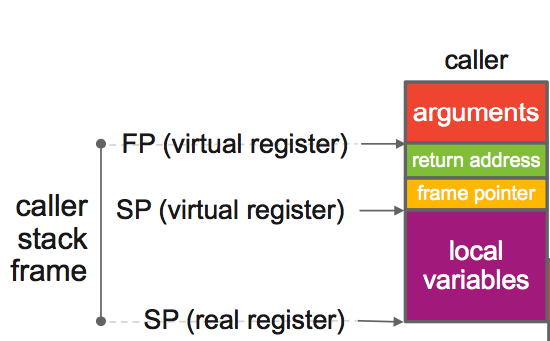 caller
arguments
FP (virtual register)
return address
frame pointer
SP (virtual register)
caller
stack
frame
local
variables
SP (real register)